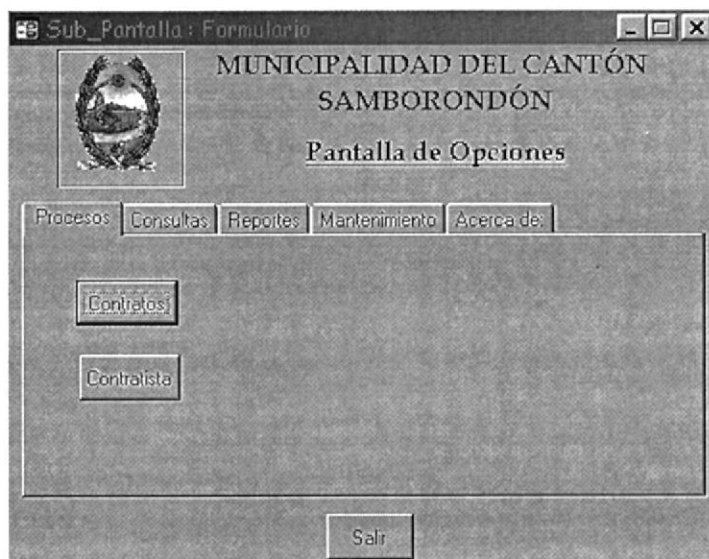 Sub_Pantalla : Formulario
MUNICIPALIDAD DEL CANTÓN
SAMBORONDÓN
Pantalla de Opciones
Procesos Consultas Reportes Mantenimiento Acerca de:
Contratos
Contratista
Salir